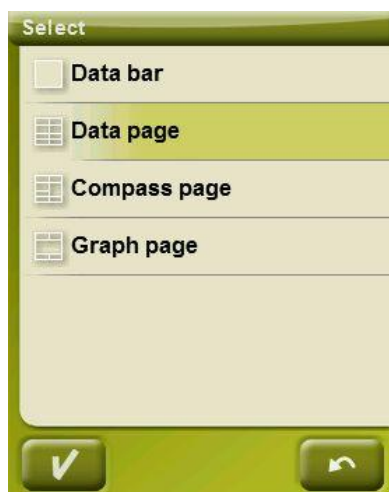 Select
Data bar
Data page
Compass page
Graph page